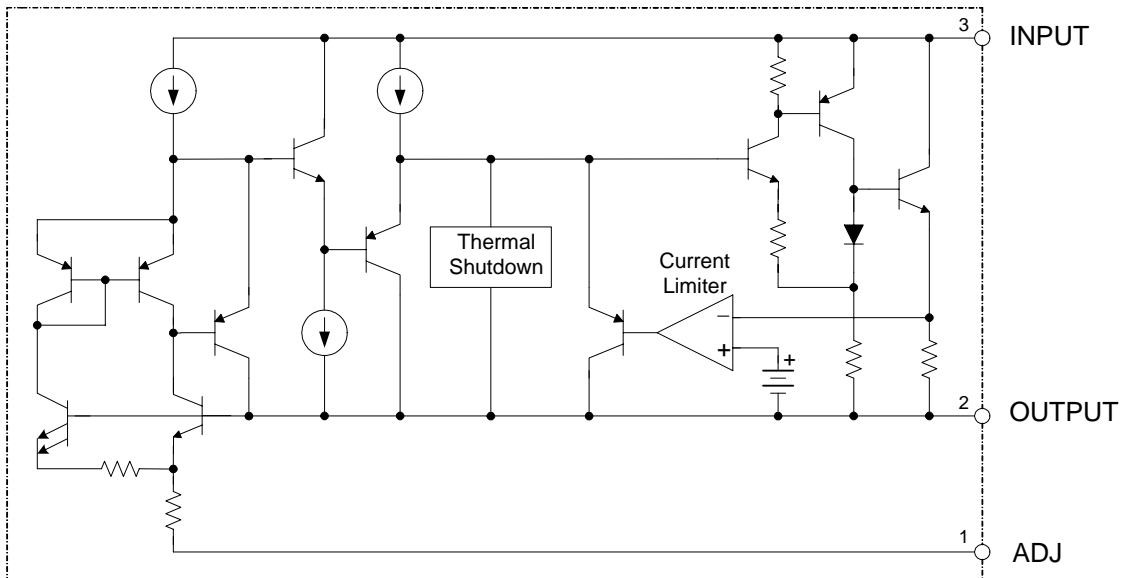 3
INPUT
Thermal
Shutdown
Current
Limiter
−
+
+
2
OUTPUT
1
ADJ